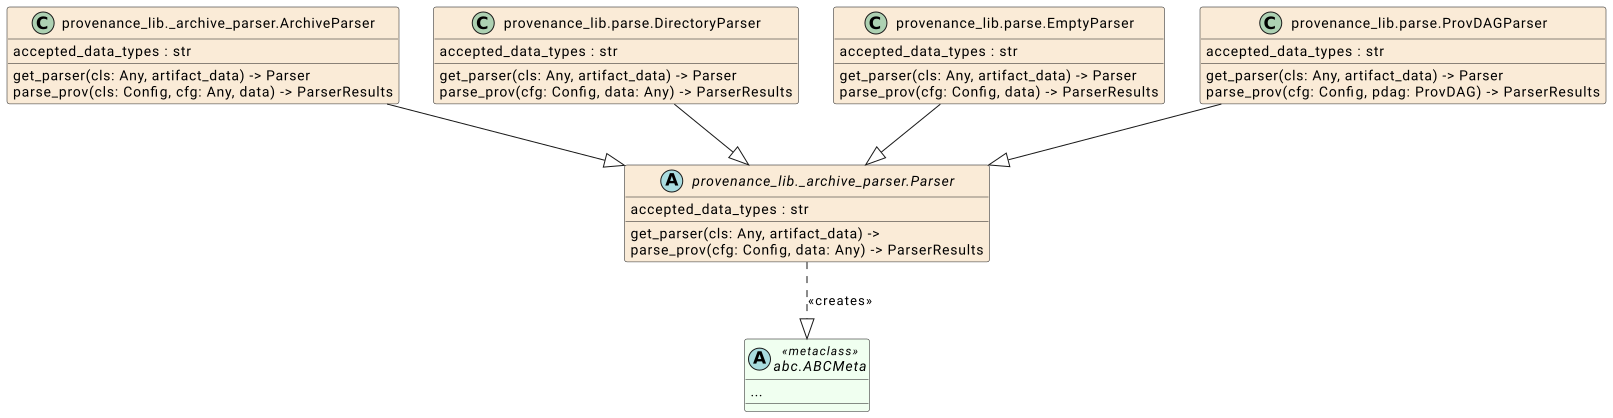 C provenance_lib._archive_parser.ArchiveParser
accepted_data_types : str
get_parser(cls: Any, artifact_data) -> Parser
parse_prov(cls: Config, cfg: Any, data) -> ParserResults
C provenance_lib.parse.DirectoryParser
accepted_data_types : str
get_parser(cls: Any, artifact_data) -> Parser
parse_prov(cfg: Config, data: Any) -> ParserResults
C provenance_lib.parse.EmptyParser
accepted_data_types : str
get_parser(cls: Any, artifact_data) -> Parser
parse_prov(cfg: Config, data) -> ParserResults
C provenance_lib.parse.ProvDAGParser
accepted_data_types : str
get_parser(cls: Any, artifact_data) -> Parser
parse_prov(cfg: Config, pdag: ProvDAG) -> ParserResults
A provenance_lib._archive_parser.Parser
accepted_data_types : str
get_parser(cls: Any, artifact_data) ->
parse_prov(cfg: Config, data: Any) -> ParserResults
«creates»
A «metaclass»
abc.ABCMeta
...